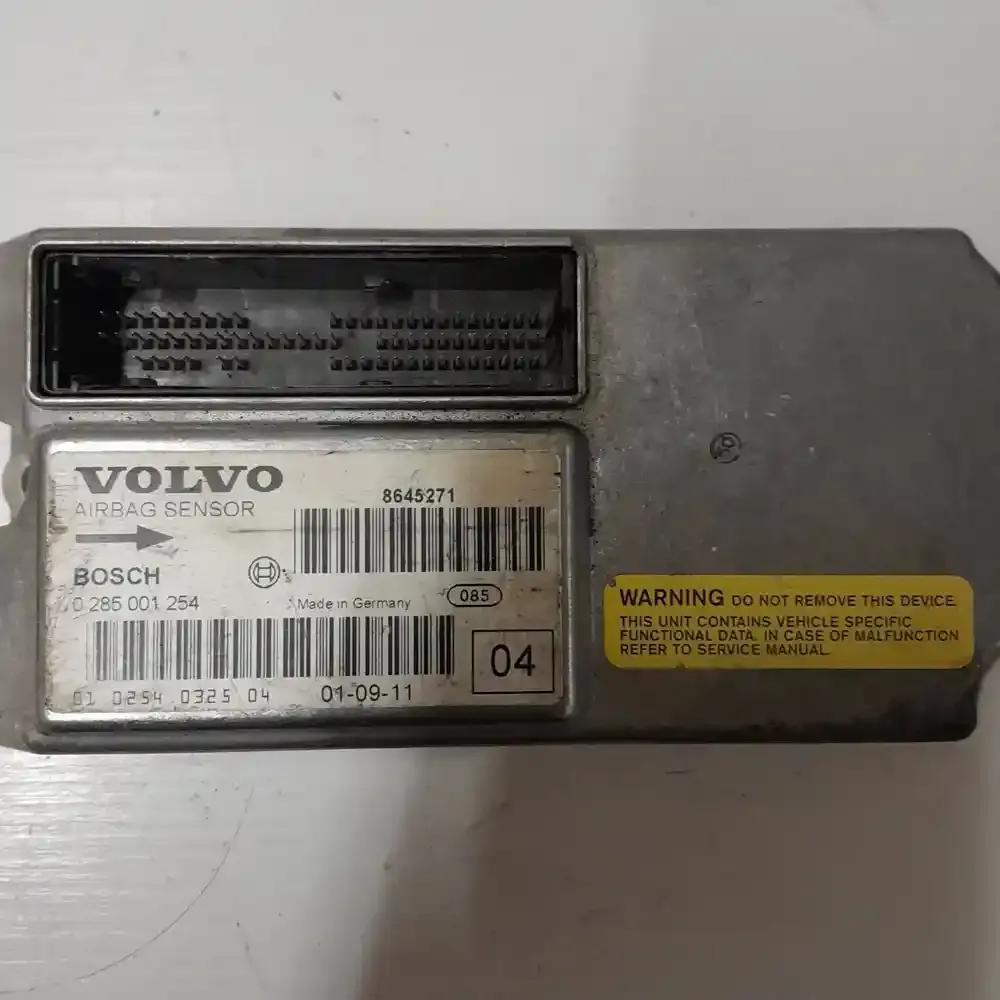 VOLVO
AIRBAG SENSOR
8645271
BOSCH
0 285 001 254
Made in Germany
085
01 0254 0325 04
01-09-11
04
WARNING DO NOT REMOVE THIS DEVICE.
THIS UNIT CONTAINS VEHICLE SPECIFIC
FUNCTIONAL DATA. IN CASE OF MALFUNCTION
REFER TO SERVICE MANUAL.